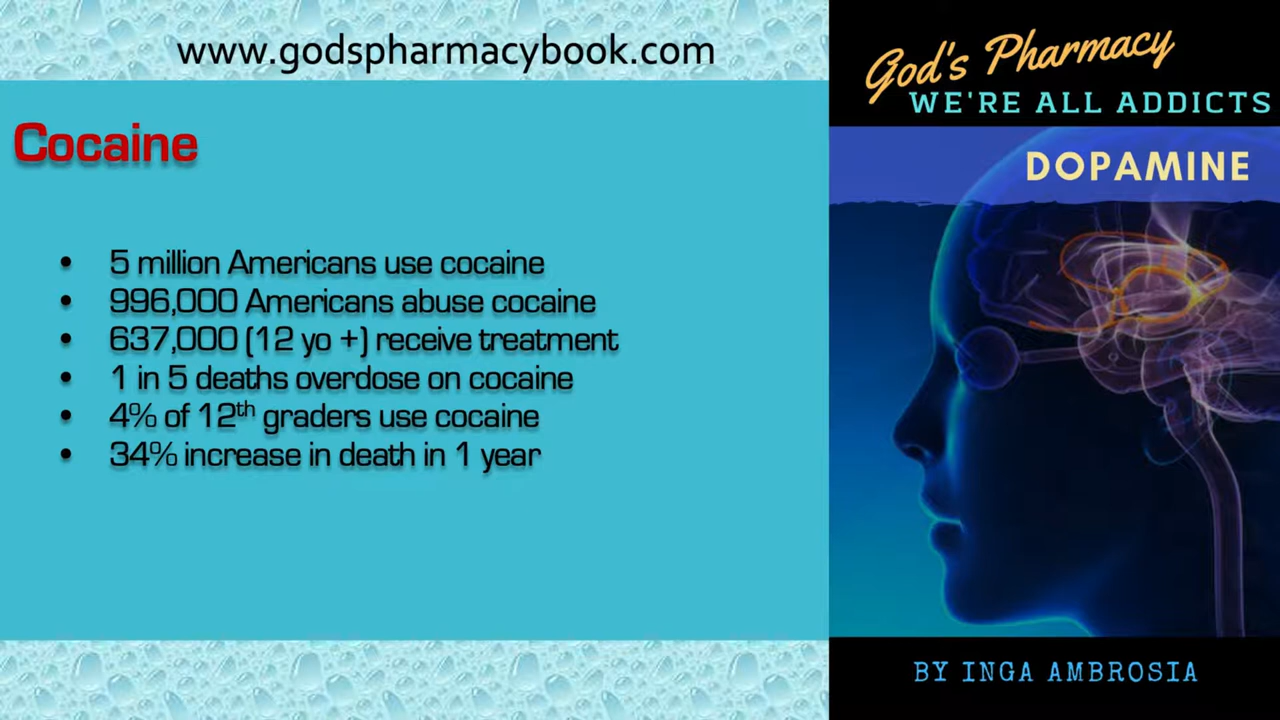 www.godspharmacybook.com
Cocaine
• 5 million Americans use cocaine
• 996,000 Americans abuse cocaine
• 637,000 (12 yo +) receive treatment
• 1 in 5 deaths overdose on cocaine
• 4% of 12th graders use cocaine
• 34% increase in death in 1 year
God's Pharmacy
WE'RE ALL ADDICTS
DOPAMINE
BY INGA AMBROSIA